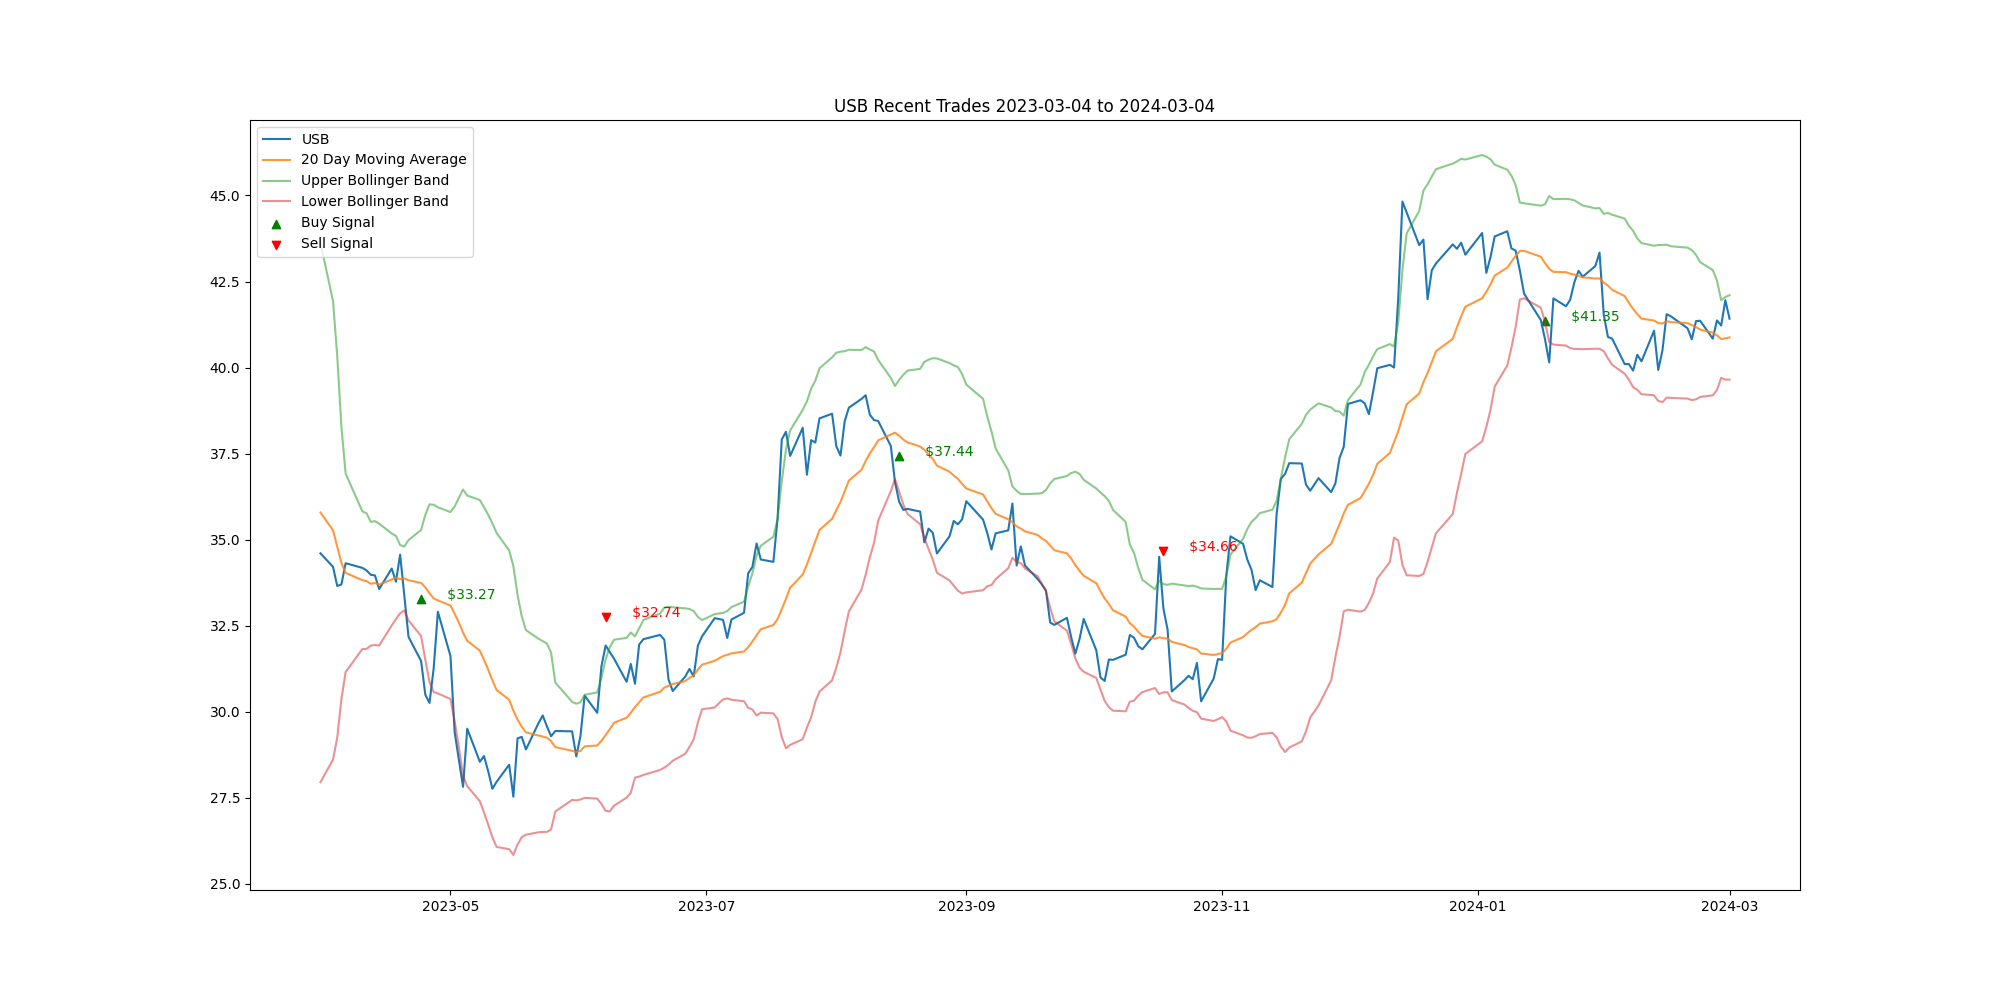 USB Recent Trades 2023-03-04 to 2024-03-04
USB
20 Day Moving Average
Upper Bollinger Band
Lower Bollinger Band
Buy Signal
Sell Signal
45.0
42.5
40.0
37.5
35.0
32.5
30.0
27.5
25.0
$33.27
$32.74
$37.44
$34.66
$41.35
2023-05
2023-07
2023-09
2023-11
2024-01
2024-03